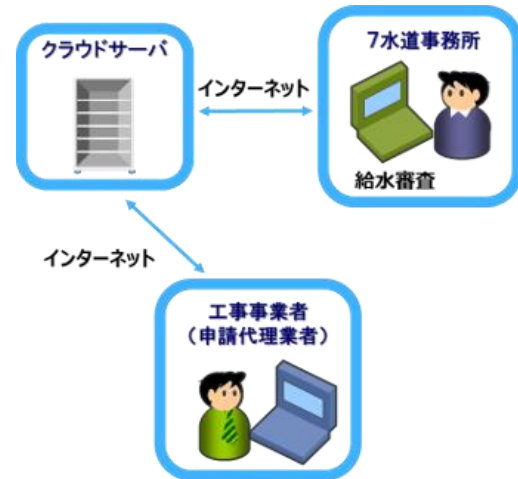 クラウドサーバ
インターネット
7水道事務所
給水審査
インターネット
工事事業者
（申請代理業者）